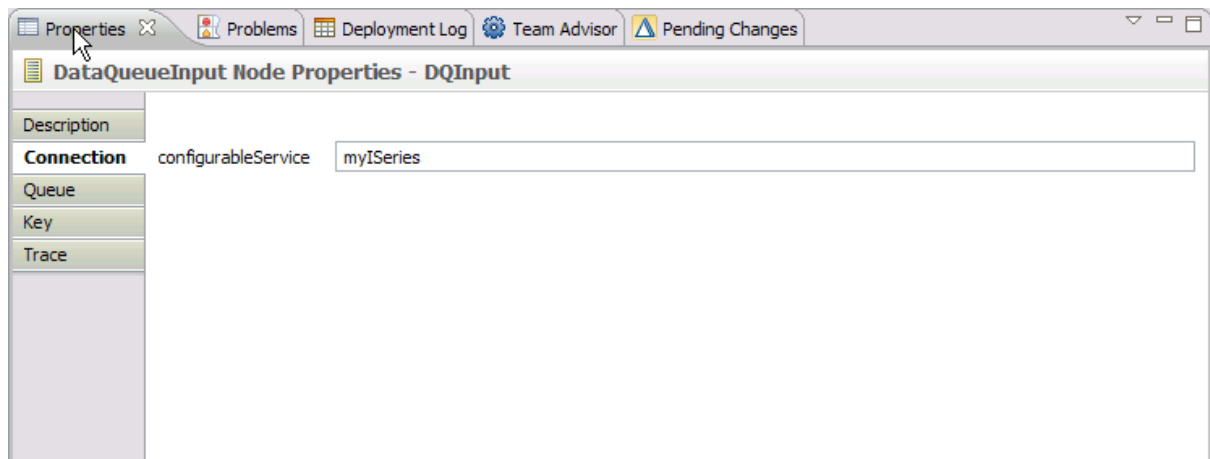 Properties Problems Deployment Log Team Advisor Pending Changes
DataQueueInput Node Properties - DQInput
Description
Connection configurableService myISeries
Queue
Key
Trace